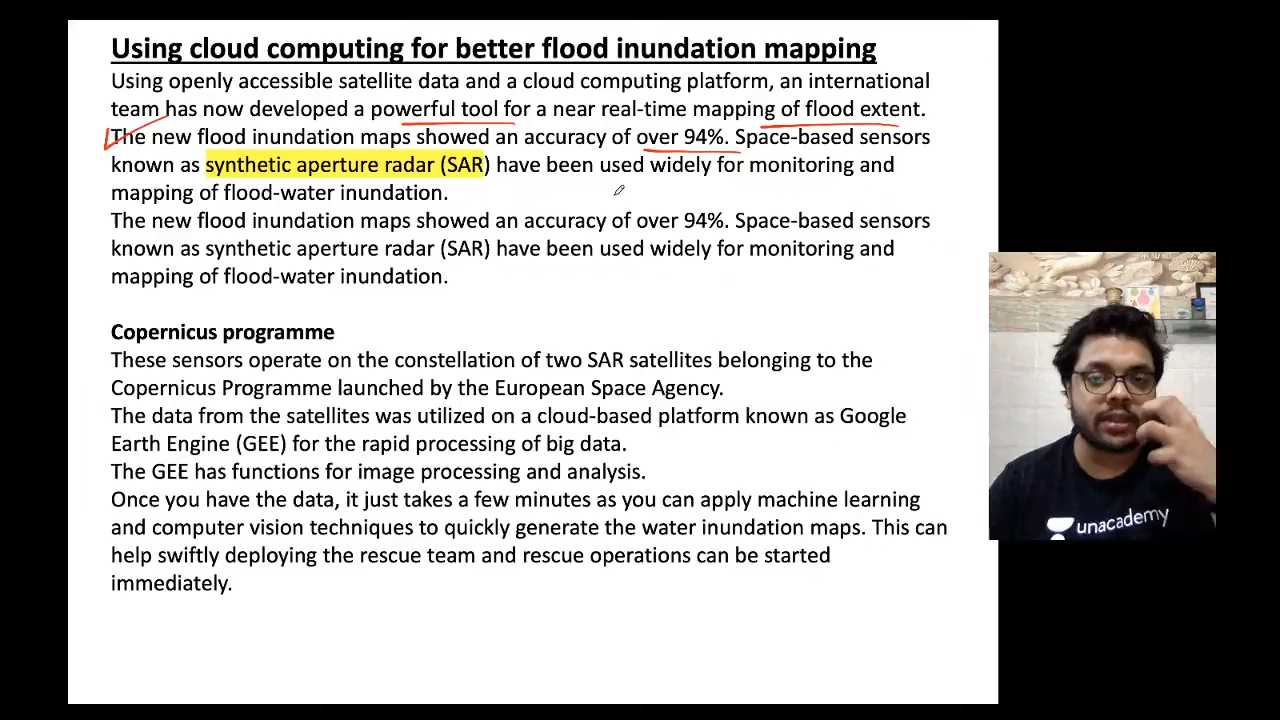 Using cloud computing for better flood inundation mapping
Using openly accessible satellite data and a cloud computing platform, an international
team has now developed a powerful tool for a near real-time mapping of flood extent.
The new flood inundation maps showed an accuracy of over 94%. Space-based sensors
known as synthetic aperture radar (SAR) have been used widely for monitoring and
mapping of flood-water inundation.
The new flood inundation maps showed an accuracy of over 94%. Space-based sensors
known as synthetic aperture radar (SAR) have been used widely for monitoring and
mapping of flood-water inundation.
Copernicus programme
These sensors operate on the constellation of two SAR satellites belonging to the
Copernicus Programme launched by the European Space Agency.
The data from the satellites was utilized on a cloud-based platform known as Google
Earth Engine (GEE) for the rapid processing of big data.
The GEE has functions for image processing and analysis.
Once you have the data, it just takes a few minutes as you can apply machine learning
and computer vision techniques to quickly generate the water inundation maps. This can
help swiftly deploying the rescue team and rescue operations can be started
immediately.
unacademy